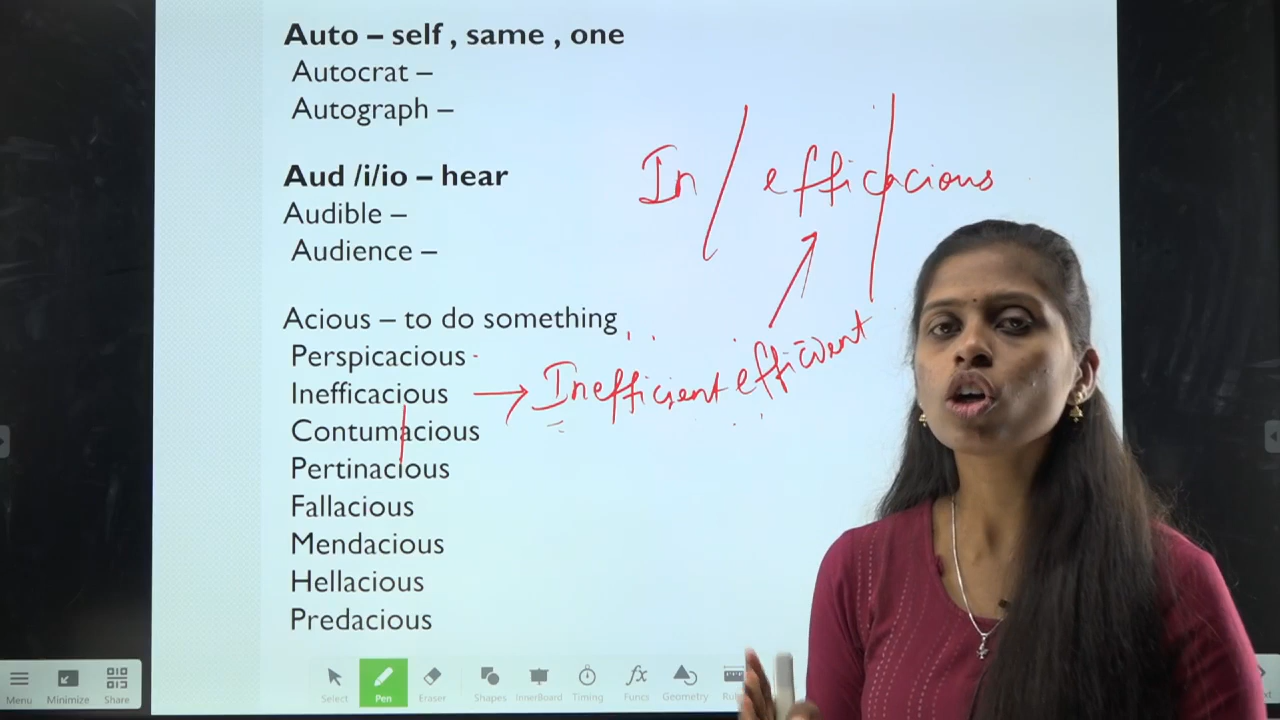 Auto – self , same , one
Autocrat –
Autograph –
Aud /i/io – hear
Audible –
Audience –
Acious – to do something
Perspicacious
Inefficacious → Inefficient efficient
Contumacious
Pertinacious
Fallacious
Mendacious
Hellacious
Predacious
In / efficacious
Menu Minimize Share
Select Pen Eraser Shapes InnerBoard Timing Funcs Geometry